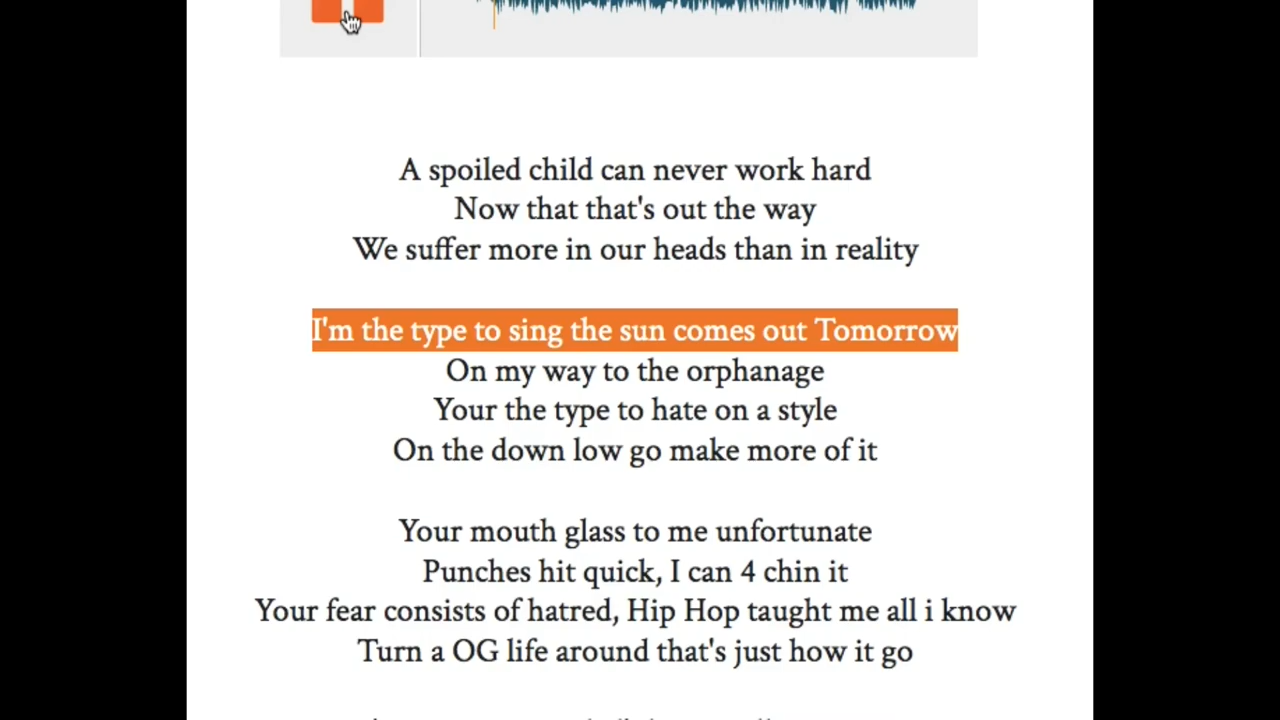 A spoiled child can never work hard
Now that that's out the way
We suffer more in our heads than in reality
I'm the type to sing the sun comes out Tomorrow
On my way to the orphanage
Your the type to hate on a style
On the down low go make more of it
Your mouth glass to me unfortunate
Punches hit quick, I can 4 chin it
Your fear consists of hatred, Hip Hop taught me all i know
Turn a OG life around that's just how it go